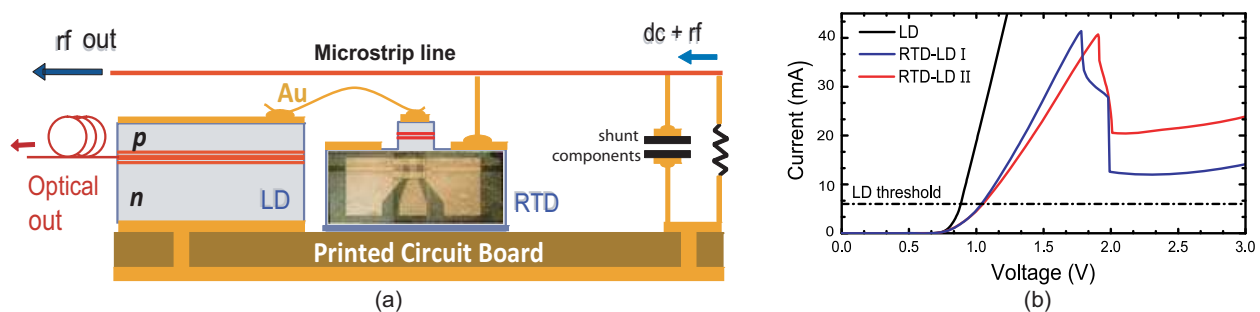 rf out
Microstrip line
dc + rf
Au
p
n
LD
RTD
shunt
components
Optical
out
Printed Circuit Board
(a)
Current (mA)
40
30
20
10
0
LD
RTD-LD I
RTD-LD II
LD threshold
0.0 0.5 1.0 1.5 2.0 2.5 3.0
Voltage (V)
(b)